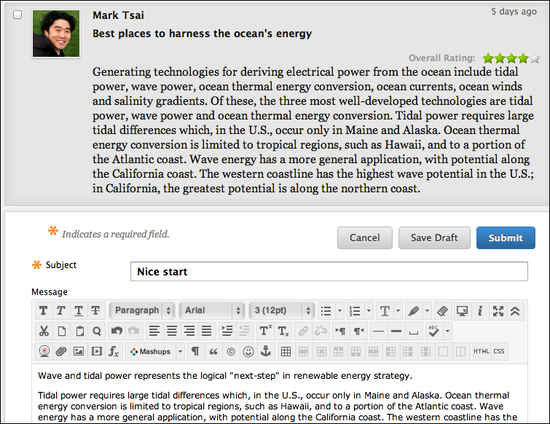 Mark Tsai
5 days ago
Best places to harness the ocean's energy
Overall Rating:
Generating technologies for deriving electrical power from the ocean include tidal
power, wave power, ocean thermal energy conversion, ocean currents, ocean winds
and salinity gradients. Of these, the three most well-developed technologies are tidal
power, wave power and ocean thermal energy conversion. Tidal power requires large
tidal differences which, in the U.S., occur only in Maine and Alaska. Ocean thermal
energy conversion is limited to tropical regions, such as Hawaii, and to a portion of
the Atlantic coast. Wave energy has a more general application, with potential along
the California coast. The western coastline has the highest wave potential in the U.S.;
in California, the greatest potential is along the northern coast.
Indicates a required field.
Cancel Save Draft Submit
Subject Nice start
Message
T T T T Paragraph Arial 3 (12pt) T i
T T ABC
Mashups ¶ “ © HTML CSS
Wave and tidal power represents the logical "next-step" in renewable energy strategy.
Tidal power requires large tidal differences which, in the U.S., occur only in Maine and Alaska. Ocean thermal
energy conversion is limited to tropical regions, such as Hawaii, and to a portion of the Atlantic coast. Wave
energy has a more general application, with potential along the California coast. The western coastline has the